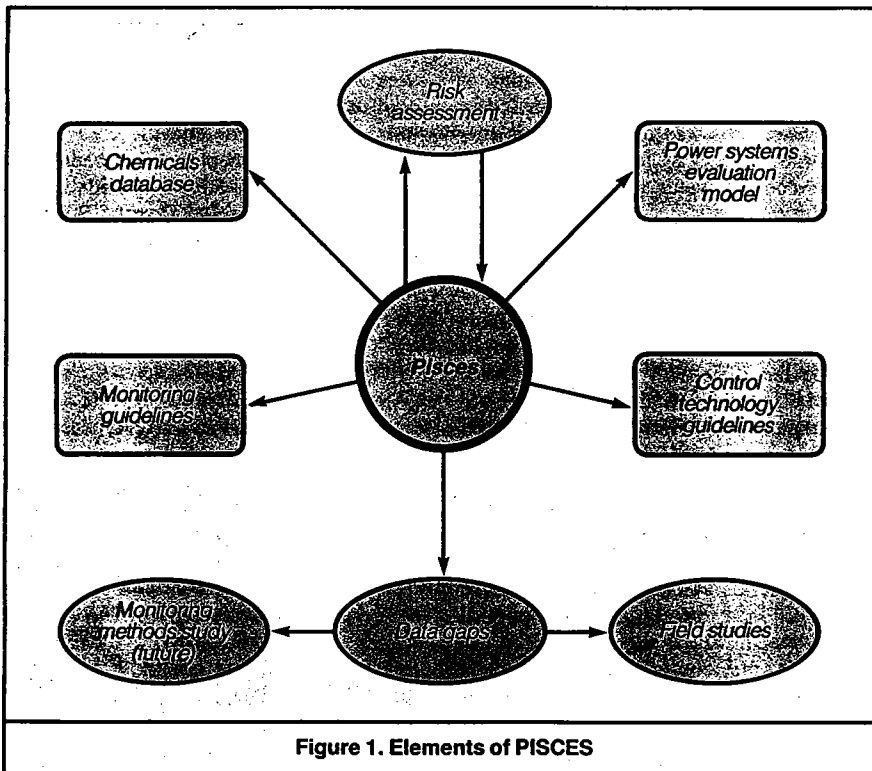 Risk
assessment
Chemicals
database
Power systems
evaluation
model
Pisces
Monitoring
guidelines
Control
technology
guidelines
Monitoring
methods study
(future)
Data gaps
Field studies
Figure 1. Elements of PISCES